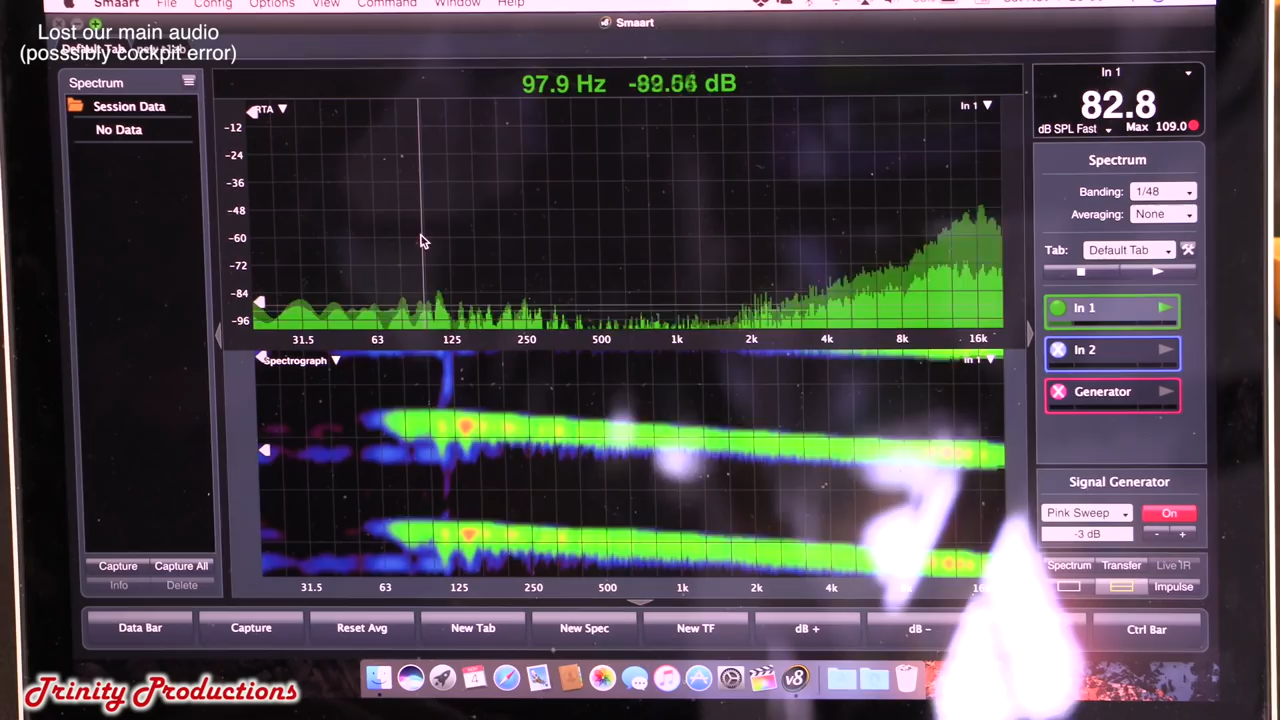 Smaart File Config Options View Command Window Help
Lost our main audio
(posssibly cockpit error)
Smaart
Default Tab
Spectrum
Session Data
No Data
97.9 Hz
RTA
In 1
-12
-24
-36
-48
-60
-72
-84
-96
31.5 63 125 250 500 1k 2k 4k 8k 16k
Spectrograph
In 1
31.5 63 125 250 500 1k 2k 4k
In 1
82.8
dB SPL Fast Max 109.0
Spectrum
Banding: 1/48
Averaging: None
Tab: Default Tab
In 1
In 2
Generator
Signal Generator
Pink Sweep On
-3 dB - +
Spectrum Transfer Live IR
Impulse
Capture Capture All
Info Delete
Data Bar Capture Reset Avg New Tab New Spec New TF dB + dB - Ctrl Bar
4
v8
Trinity Productions